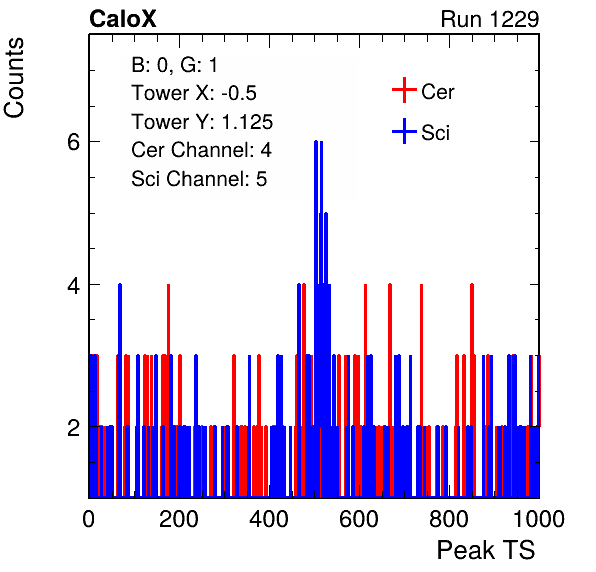 CaloX Run 1229
Counts
B: 0, G: 1
Tower X: -0.5
Tower Y: 1.125
Cer Channel: 4
Sci Channel: 5
Cer
Sci
6
4
2
0 200 400 600 800 1000
Peak TS